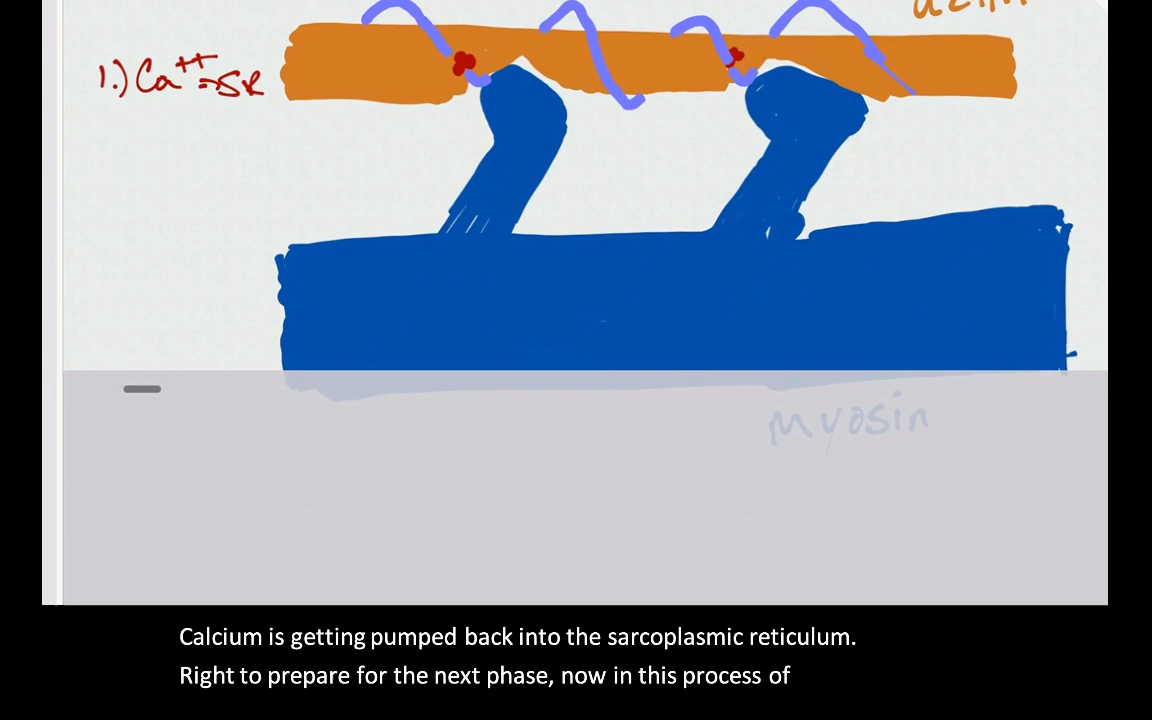 actin
1.) Ca++ → SR
myosin
Calcium is getting pumped back into the sarcoplasmic reticulum.
Right to prepare for the next phase, now in this process of